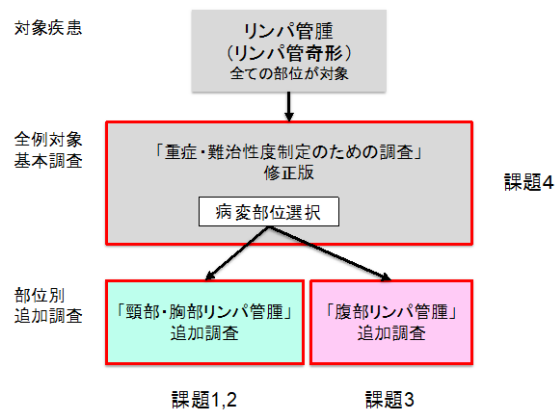 対象疾患
リンパ管腫
（リンパ管奇形）
全ての部位が対象
全例対象
基本調査
「重症・難治性度制定のための調査」
修正版
病変部位選択
課題4
部位別
追加調査
「頸部・胸部リンパ管腫」
追加調査
「腹部リンパ管腫」
追加調査
課題1,2
課題3